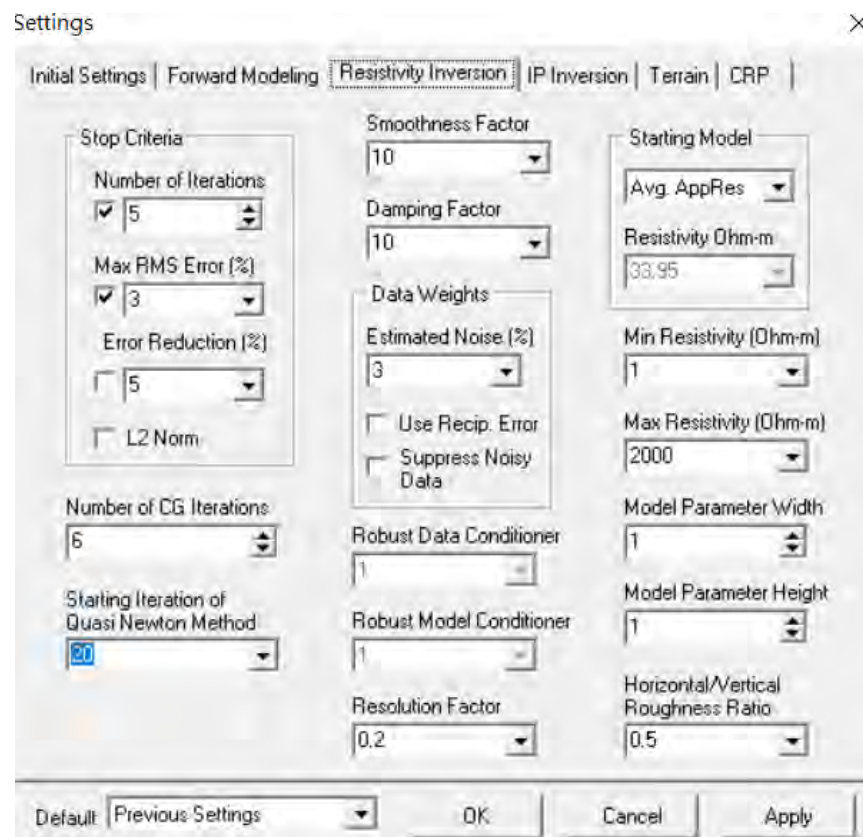 Settings
Initial Settings
Forward Modeling
Resistivity Inversion
IP Inversion
Terrain
CRP
Stop Criteria
Number of Iterations
5
Max RMS Error (%)
3
Error Reduction (%)
5
L2 Norm
Number of CG Iterations
6
Starting Iteration of
Quasi Newton Method
20
Smoothness Factor
10
Damping Factor
10
Data Weights
Estimated Noise (%)
3
Use Recip. Error
Suppress Noisy
Data
Robust Data Conditioner
1
Robust Model Conditioner
1
Resolution Factor
0.2
Starting Model
Avg. AppRes
Resistivity Ohm-m
33.95
Min Resistivity (Ohm-m)
1
Max Resistivity (Ohm-m)
2000
Model Parameter Width
1
Model Parameter Height
1
Horizontal/Vertical
Roughness Ratio
0.5
Default:
Previous Settings
OK
Cancel
Apply